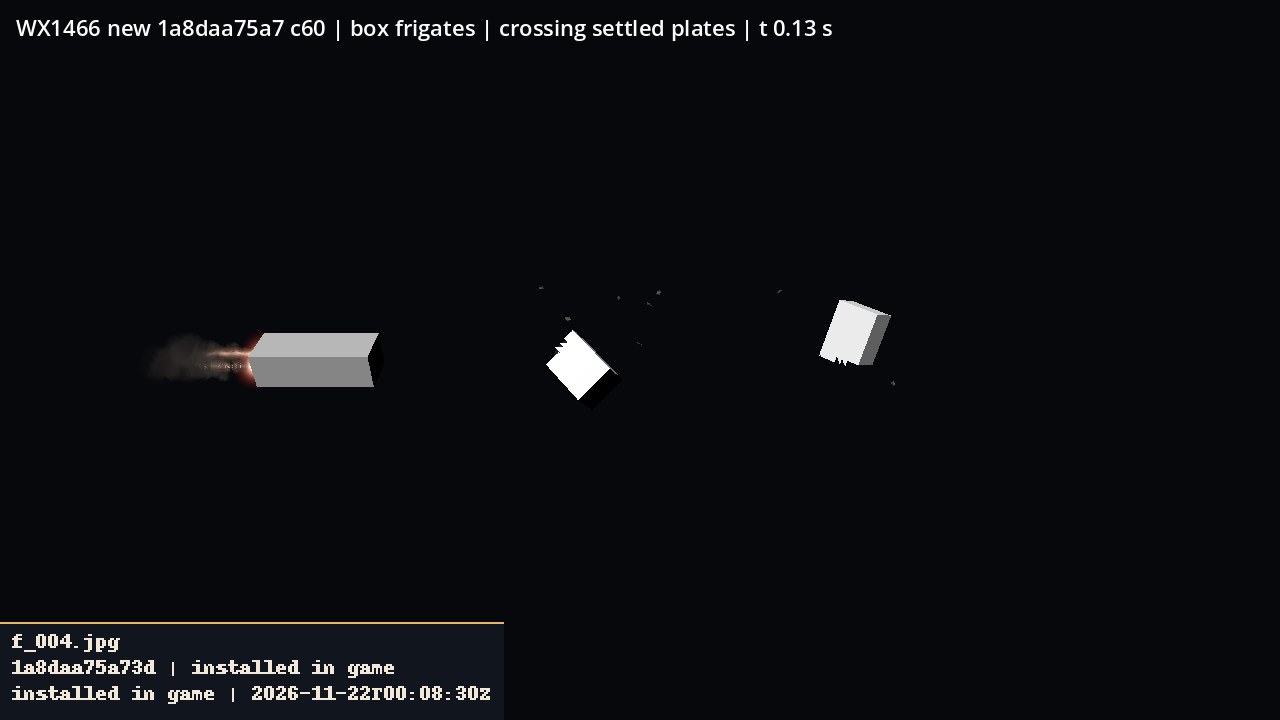 WX1466 new 1a8daa75a7 c60 | box frigates | crossing settled plates | t 0.13 s
f_004.jpg
1a8daa75a73d | installed in game
installed in game | 2026-11-22T00:08:30Z